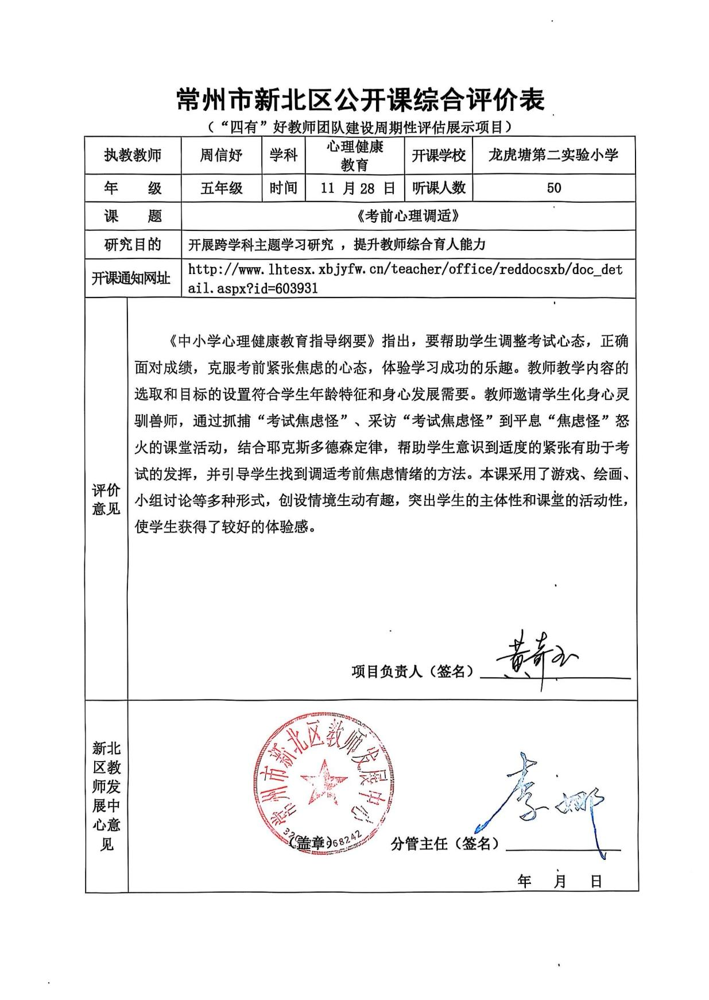 常州市新北区公开课综合评价表
（“四有”好教师团队建设周期性评估展示项目）
执教教师 周信妤 学科 心理健康教育 开课学校 龙虎塘第二实验小学
年 级 五年级 时间 11 月 28 日 听课人数 50
课 题 《考前心理调适》
研究目的 开展跨学科主题学习研究 ，提升教师综合育人能力
开课通知网址 http://www.lhtesx.xbjyfw.cn/teacher/office/reddocsxb/doc_det
ail.aspx?id=603931
评价
意见
《中小学心理健康教育指导纲要》指出，要帮助学生调整考试心态，正确
面对成绩，克服考前紧张焦虑的心态，体验学习成功的乐趣。教师教学内容的
选取和目标的设置符合学生年龄特征和身心发展需要。教师邀请学生化身心灵
驯兽师，通过抓捕“考试焦虑怪”、采访“考试焦虑怪”到平息“焦虑怪”怒
火的课堂活动，结合耶克斯多德森定律，帮助学生意识到适度的紧张有助于考
试的发挥，并引导学生找到调适考前焦虑情绪的方法。本课采用了游戏、绘画、
小组讨论等多种形式，创设情境生动有趣，突出学生的主体性和课堂的活动性，
使学生获得了较好的体验感。
项目负责人（签名） 黄奇
新北
区教
师发
展中
心意
见
常州市新北区教师发展中心
（盖章） 968242
分管主任（签名） 李娜
年 月 日